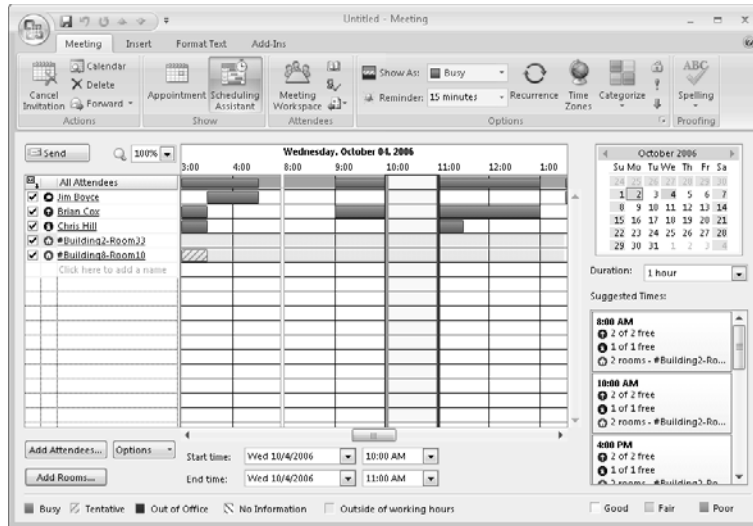 Untitled - Meeting
Meeting Insert Format Text Add-Ins
Cancel Invitation
Calendar
Delete
Forward
Actions
Appointment
Scheduling Assistant
Show
Meeting Workspace
Attendees
Show As: Busy
Reminder: 15 minutes
Recurrence
Time Zones
Categorize
Options
ABC
Spelling
Proofing
Send 100%
Wednesday, October 04, 2006
3:00 4:00 8:00 9:00 10:00 11:00 12:00 1:00
All Attendees
Jim Boyce
Brian Cox
Chris Hill
#Building2-Room33
#Building8-Room10
Click here to add a name
Add Attendees... Options
Add Rooms...
Start time: Wed 10/4/2006 10:00 AM
End time: Wed 10/4/2006 11:00 AM
October 2006
Su Mo Tu We Th Fr Sa
24 25 26 27 28 29 30
1 2 3 4 5 6 7
8 9 10 11 12 13 14
15 16 17 18 19 20 21
22 23 24 25 26 27 28
29 30 31 1 2 3 4
Duration: 1 hour
Suggested Times:
8:00 AM
2 of 2 free
1 of 1 free
2 rooms - #Building2-Ro...
10:00 AM
2 of 2 free
1 of 1 free
2 rooms - #Building2-Ro...
4:00 PM
2 of 2 free
1 of 1 free
2 rooms - #Building2-Ro...
Busy Tentative Out of Office No Information Outside of working hours
Good Fair Poor